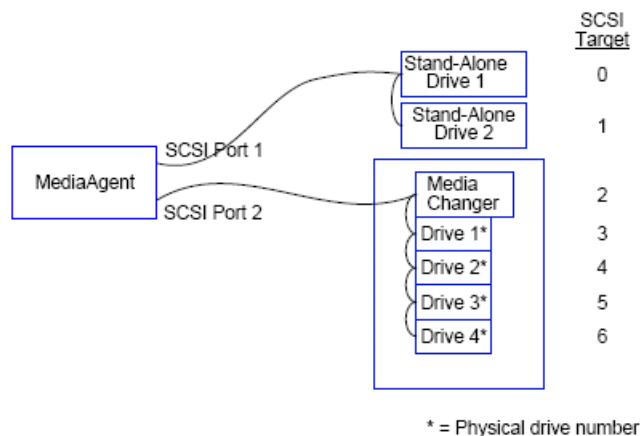 SCSI
Target
Stand-Alone
Drive 1
0
Stand-Alone
Drive 2
1
SCSI Port 1
MediaAgent
SCSI Port 2
Media
Changer
2
Drive 1*
3
Drive 2*
4
Drive 3*
5
Drive 4*
6
* = Physical drive number